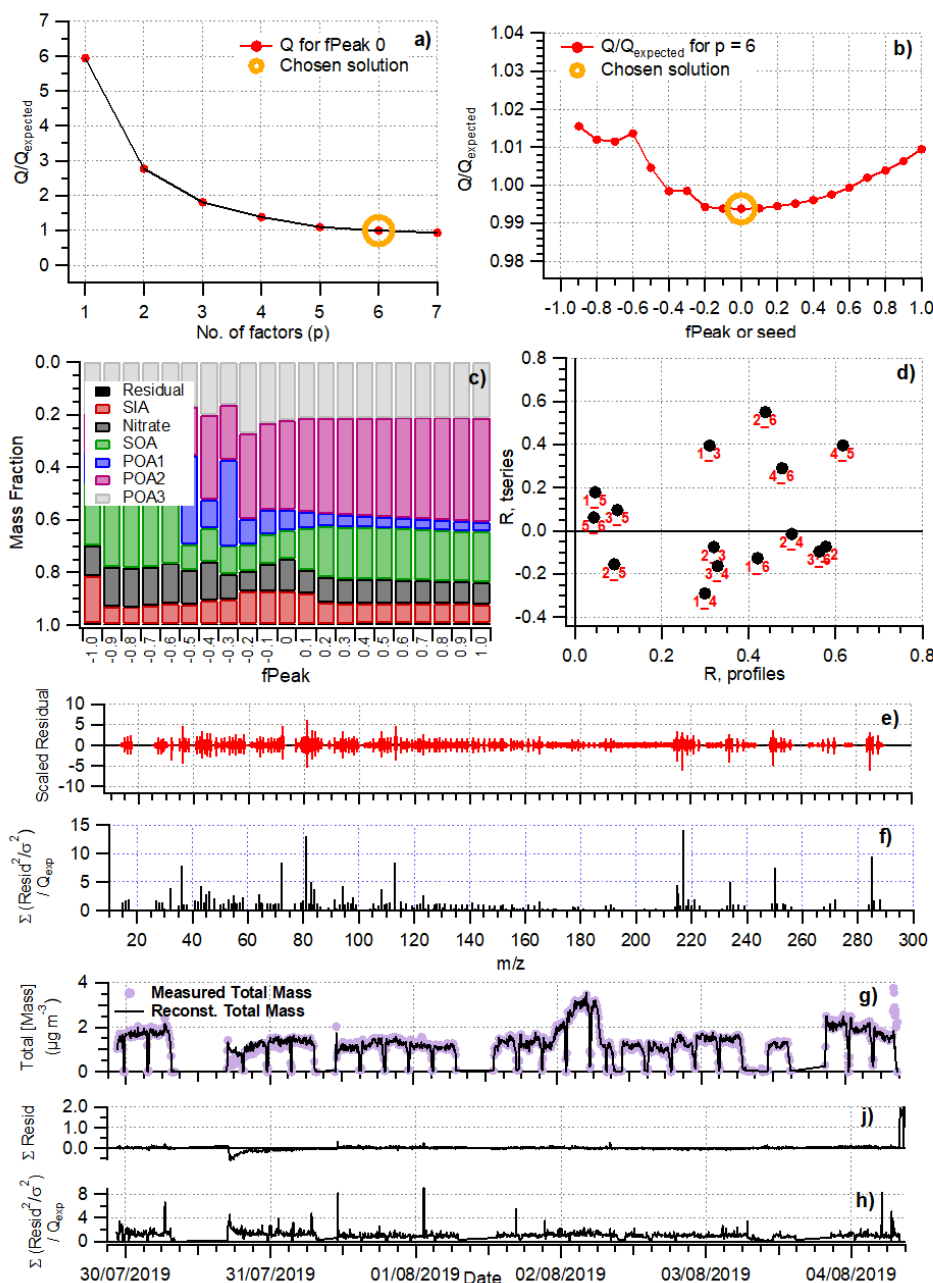 a)
Q/Qexpected
7
6
5
4
3
2
1
0
Q for fPeak 0
Chosen solution
1 2 3 4 5 6 7
No. of factors (p)
b)
Q/Qexpected
1.04
1.02
1.00
0.98
Q/Qexpected for p = 6
Chosen solution
-1.0 -0.8 -0.6 -0.4 -0.2 0.0 0.2 0.4 0.6 0.8 1.0
fPeak or seed
c)
Mass Fraction
0.0
0.2
0.4
0.6
0.8
1.0
Residual
SIA
Nitrate
SOA
POA1
POA2
POA3
-1.0 -0.9 -0.8 -0.7 -0.6 -0.5 -0.4 -0.3 -0.2 -0.1 0 0.1 0.2 0.3 0.4 0.5 0.6 0.7 0.8 0.9 1.0
fPeak
d)
R, tseries
0.8
0.6
0.4
0.2
0.0
-0.2
-0.4
2_6
1_3
4_5
4_6
1_5
3_5
5_6
2_4
2_3
3_6
2
2_5
3_4
1_6
1_4
0.0 0.2 0.4 0.6 0.8
R, profiles
e)
Scaled Residual
10
5
0
-5
-10
f)
Σ (Resid²/σ²) / Qexp
15
10
5
0
20 40 60 80 100 120 140 160 180 200 220 240 260 280 300
m/z
g)
Total [Mass] (μg m⁻³)
4
2
0
Measured Total Mass
Reconst. Total Mass
j)
Σ Resid
2.0
1.0
0.0
h)
Σ ((Resid²/σ²) / Qexp
8
4
0
30/07/2019 31/07/2019 01/08/2019 02/08/2019 03/08/2019 04/08/2019
Date